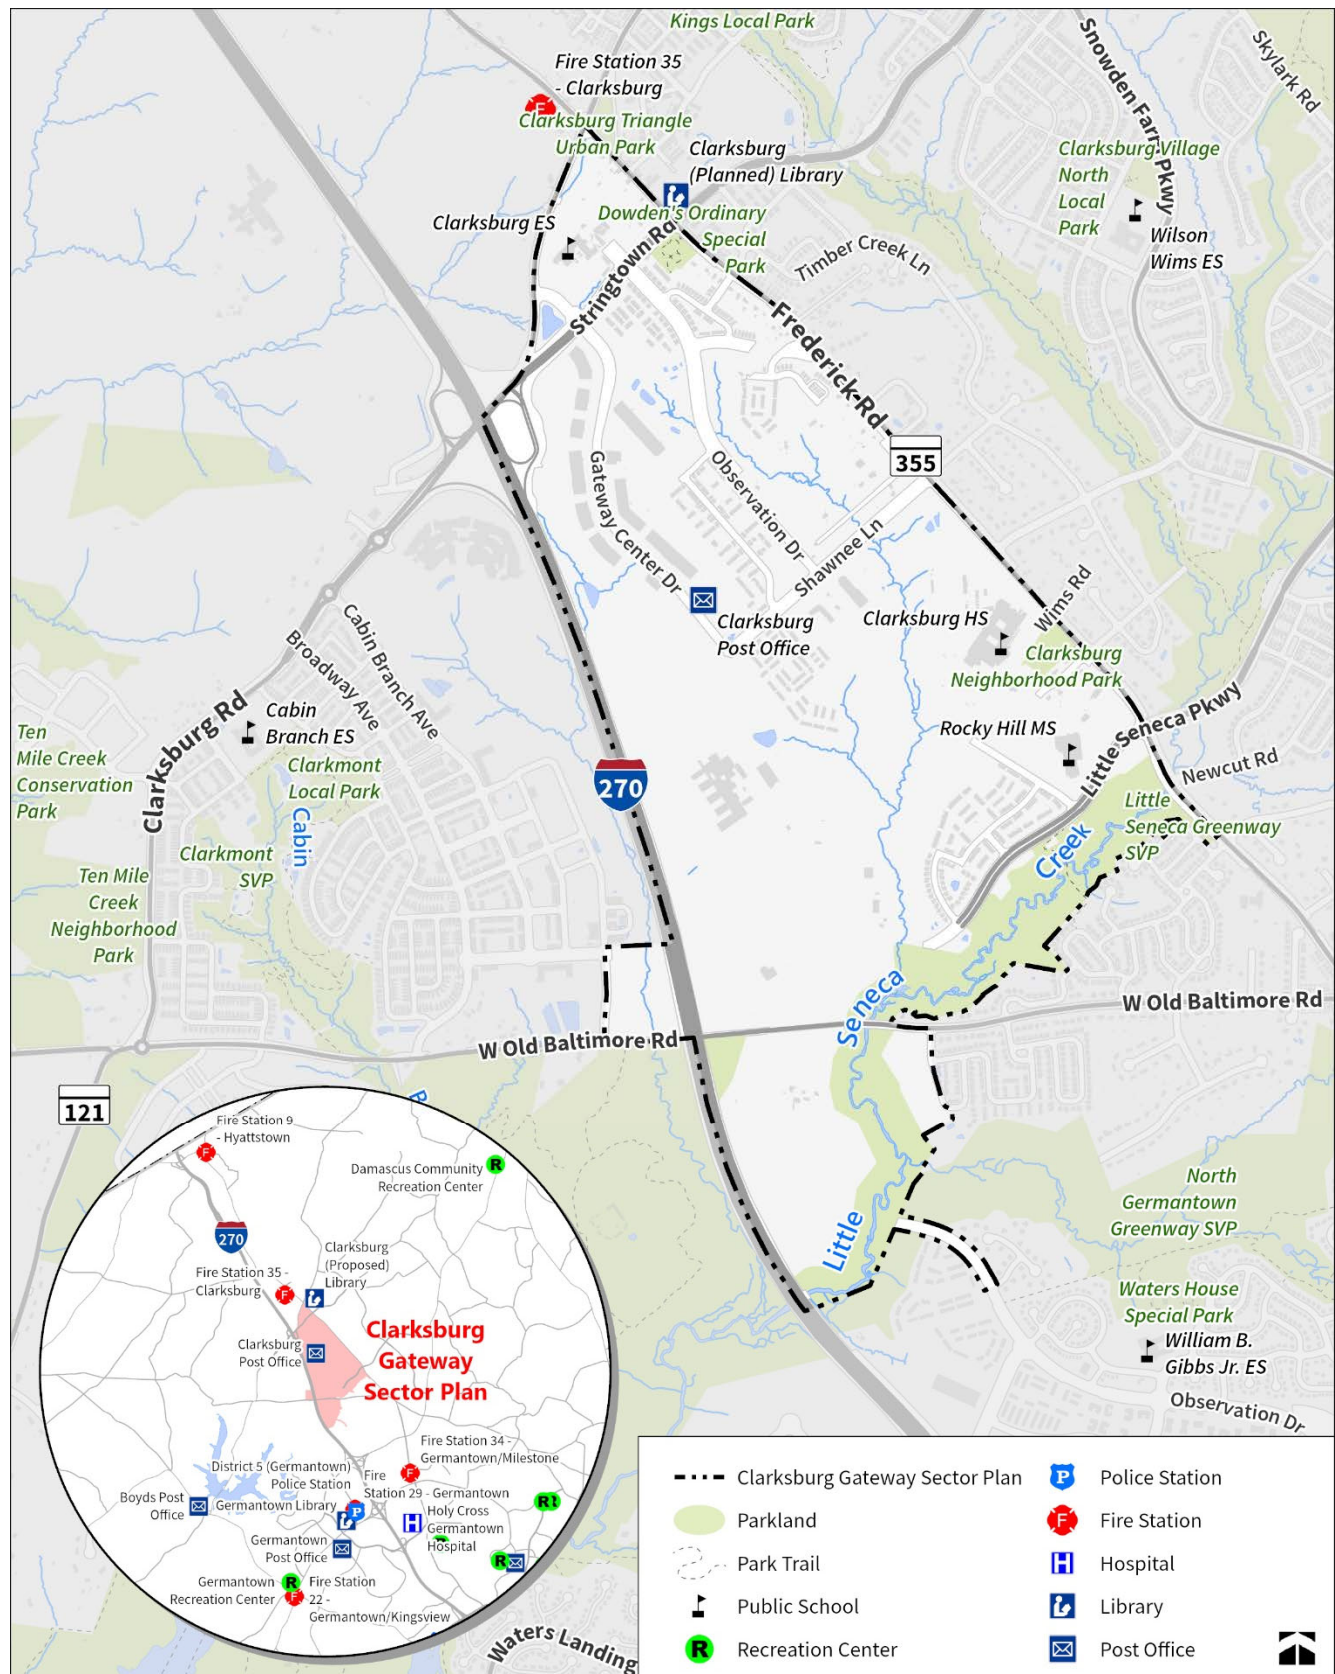 Kings Local Park
Snowden Farm Pkwy
Skylark Rd
Fire Station 35
- Clarksburg
F
Clarksburg Triangle
Urban Park
Clarksburg
(Planned) Library
Clarksburg Village
North
Local
Park
Wilson
Wims ES
Clarksburg ES
Dowden's Ordinary
Special
Park
Stringtown Rd
Timber Creek Ln
Frederick Rd
355
Gateway Center Dr
Observation Dr
Shawnee Ln
Wims Rd
Clarksburg
Post Office
Clarksburg HS
Clarksburg
Neighborhood Park
Cabin Branch Ave
Broadway Ave
Clarksburg Rd
Cabin
Branch ES
Rocky Hill MS
Little Seneca Pkwy
Newcut Rd
Ten
Mile Creek
Conservation
Park
Clarkmont
Local Park
270
Cabin
Little
Seneca Greenway
SVP
Creek
Clarkmont
SVP
Ten Mile
Creek
Neighborhood
Park
Seneca
W Old Baltimore Rd
W Old Baltimore Rd
121
Little
North
Germantown
Greenway SVP
Waters House
Special Park
William B.
Gibbs Jr. ES
Observation Dr
Waters Landing
Fire Station 9
- Hyattstown
F
Damascus Community
Recreation Center
R
270
Clarksburg
(Proposed)
Library
Fire Station 35 -
Clarksburg
F
Clarksburg
Post Office
Clarksburg
Gateway
Sector Plan
Fire Station 34 -
Germantown/Milestone
F
District 5 (Germantown)
Police Station
P
Fire
Station 29 - Germantown
Boyds Post
Office
Germantown Library
Holy Cross
Germantown
Hospital
H
R
Germantown
Post Office
R
Germantown
Recreation Center
R
F
Fire Station
22 -
Germantown/Kingsview
Clarksburg Gateway Sector Plan
Parkland
Park Trail
Public School
R Recreation Center
P Police Station
F Fire Station
H Hospital
Library
Post Office